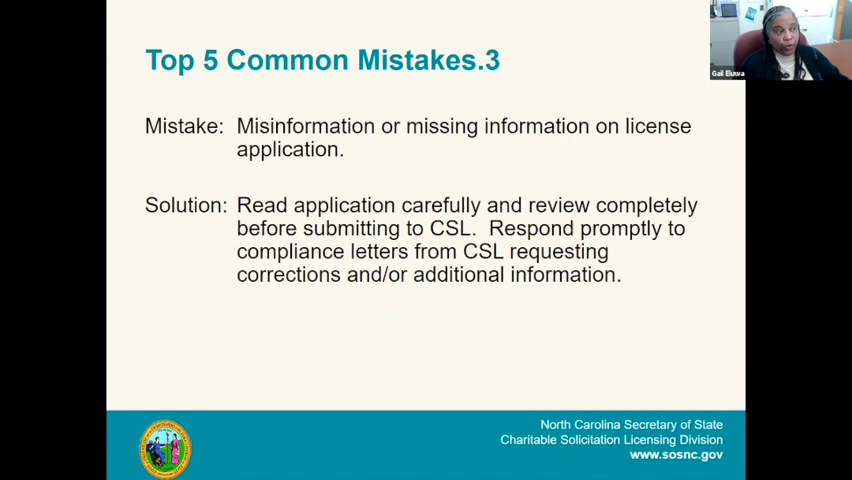 Top 5 Common Mistakes.3
Gail Eluwa
Mistake: Misinformation or missing information on license
application.
Solution: Read application carefully and review completely
before submitting to CSL. Respond promptly to
compliance letters from CSL requesting
corrections and/or additional information.
North Carolina Secretary of State
Charitable Solicitation Licensing Division
www.sosnc.gov